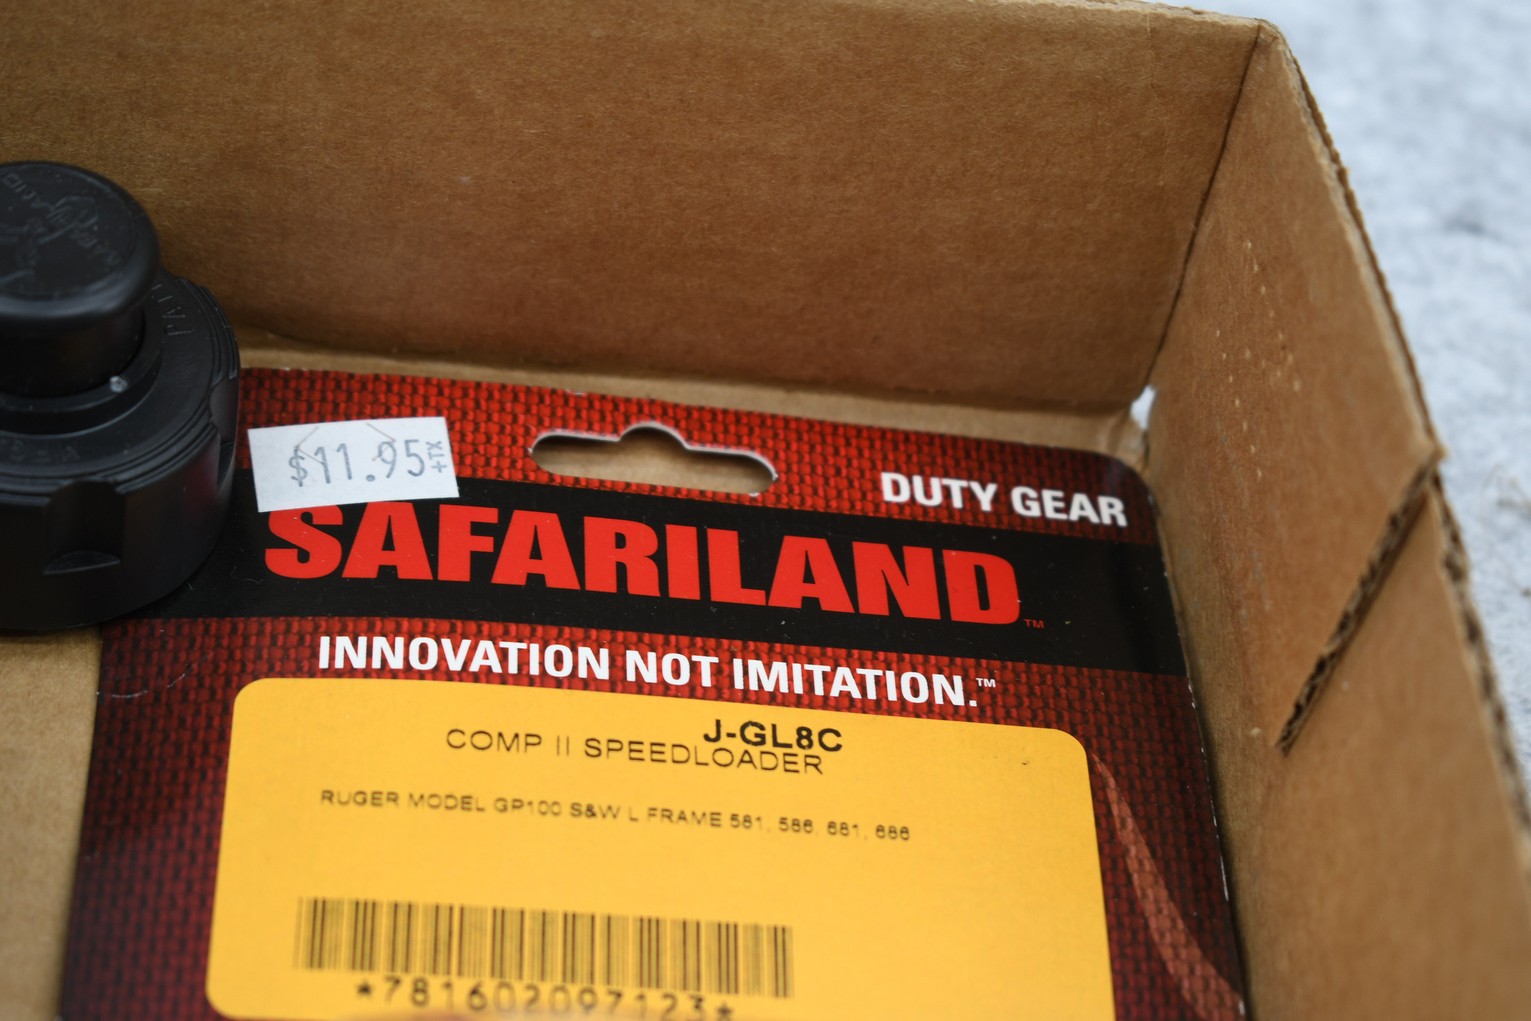 $11.95 +TX
DUTY GEAR
SAFARILAND™
INNOVATION NOT IMITATION.™
J-GL8C
COMP II SPEEDLOADER
RUGER MODEL GP100 S&W L FRAME 581, 586, 681, 686
*781602097123*